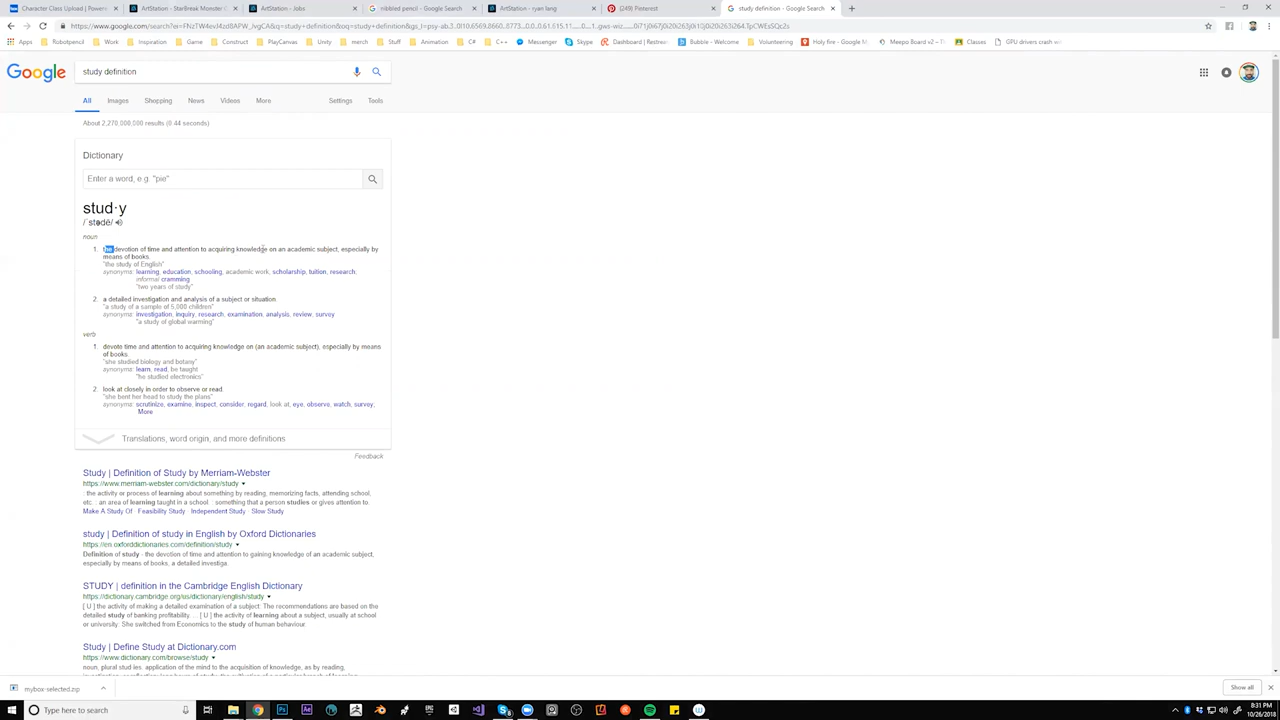 Character Class Upload | Powere
ArtStation - StarBreak Monster (
ArtStation - Jobs
nibbled pencil - Google Search
ArtStation - ryan lang
(249) Pinterest
study definition - Google Search
Apps
Robotpencil
Work
Inspiration
Game
Construct
PlayCanvas
Unity
merch
Stuff
Animation
C#
C++
Messenger
Skype
Dashboard | Restrea
Bubble - Welcome
Volunteering
Holy fire - Google M
Meepo Board v2 – T
Classes
GPU drivers crash w
Google
study definition
All
Images
Shopping
News
Videos
More
Settings
Tools
About 2,270,000,000 results (0.44 seconds)
Dictionary
Enter a word, e.g. "pie"
stud·y
/ˈstədē/
noun
1. the devotion of time and attention to acquiring knowledge on an academic subject, especially by
means of books.
"the study of English"
synonyms: learning, education, schooling, academic work, scholarship, tuition, research;
informal cramming
"two years of study"
2. a detailed investigation and analysis of a subject or situation
"a study of a sample of 5,000 children"
synonyms: investigation, inquiry, research, examination, analysis, review, survey
"a study of global warming"
verb
1. devote time and attention to acquiring knowledge on (an academic subject), especially by means
of books.
"she studied biology and botany"
synonyms: learn, read, be taught
"he studied electronics"
2. look at closely in order to observe or read.
"she bent her head to study the plans"
synonyms: scrutinize, examine, inspect, consider, regard, look at, eye, observe, watch, survey;
More
Translations, word origin, and more definitions
Feedback
Study | Definition of Study by Merriam-Webster
https://www.merriam-webster.com/dictionary/study
: the activity or process of learning about something by reading, memorizing facts, attending school,
etc. : an area of learning taught in a school. : something that a person studies or gives attention to.
Make A Study Of · Feasibility Study · Independent Study · Slow Study
study | Definition of study in English by Oxford Dictionaries
https://en.oxforddictionaries.com/definition/study
Definition of study - the devotion of time and attention to gaining knowledge of an academic subject,
especially by means of books, a detailed investiga.
STUDY | definition in the Cambridge English Dictionary
https://dictionary.cambridge.org/us/dictionary/english/study
[ U ] the activity of making a detailed examination of a subject. The recommendations are based on the
detailed study of banking profitability. ... [ U ] the activity of learning about a subject, usually at school
or university: She switched from Economics to the study of human behaviour.
Study | Define Study at Dictionary.com
https://www.dictionary.com/browse/study
noun, plural stud·ies. application of the mind to the acquisition of knowledge, as by reading,
mybox-selected.zip
Show all
Type here to search
8:31 PM
10/26/2018